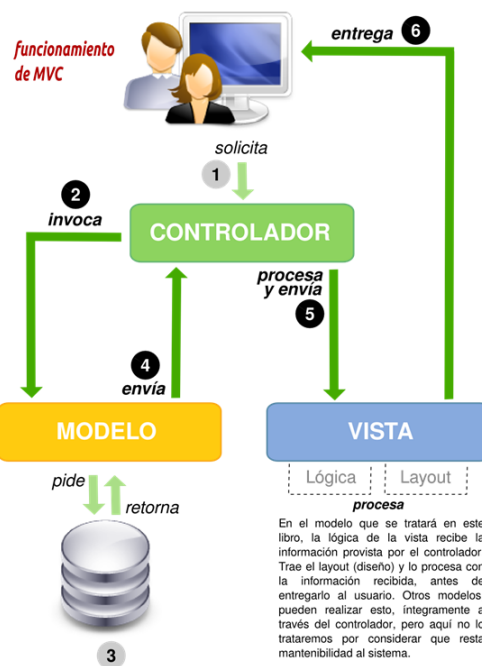 funcionamiento
de MVC
entrega 6
solicita
1
2
invoca
CONTROLADOR
procesa
y envía
5
4
envía
MODELO
VISTA
Lógica
Layout
pide
retorna
procesa
En el modelo que se tratará en este
libro, la lógica de la vista recibe la
información provista por el controlador
Trae el layout (diseño) y lo procesa con
la información recibida, antes de
entregarlo al usuario. Otros modelos
pueden realizar esto, íntegramente a
través del controlador, pero aquí no lo
trataremos por considerar que resta
mantenibilidad al sistema.
3